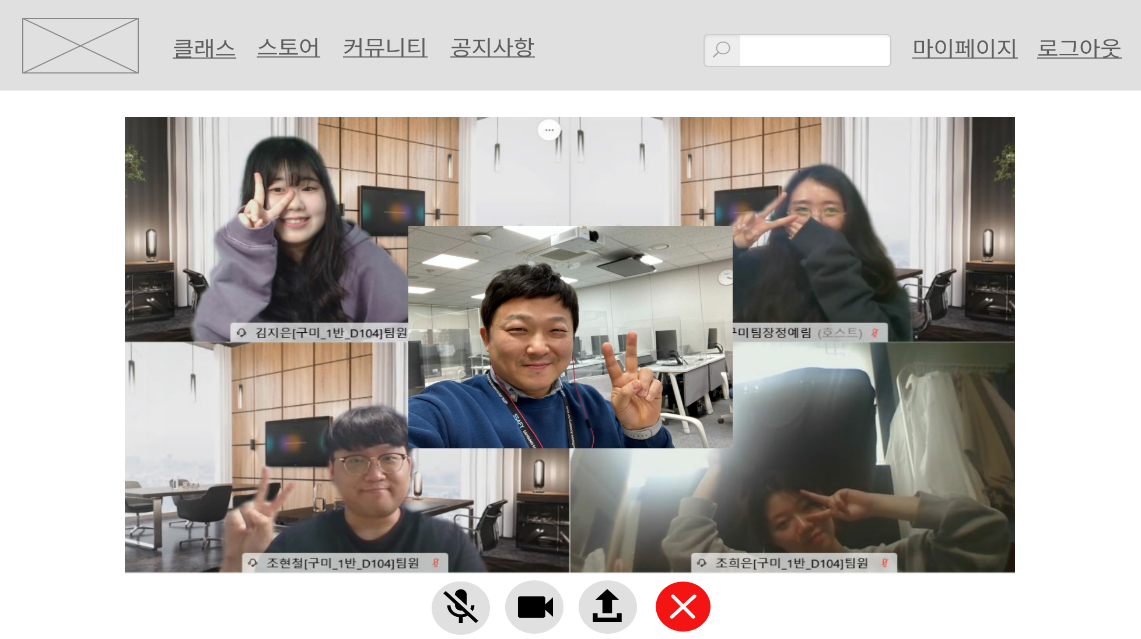 클래스 스토어 커뮤니티 공지사항 마이페이지 로그아웃
김지은[구미_1반_D104]팀원
구미팀장정예림 (호스트)
SSAFY
조현철[구미_1반_D104]팀원
조희은[구미_1반_D104]팀원